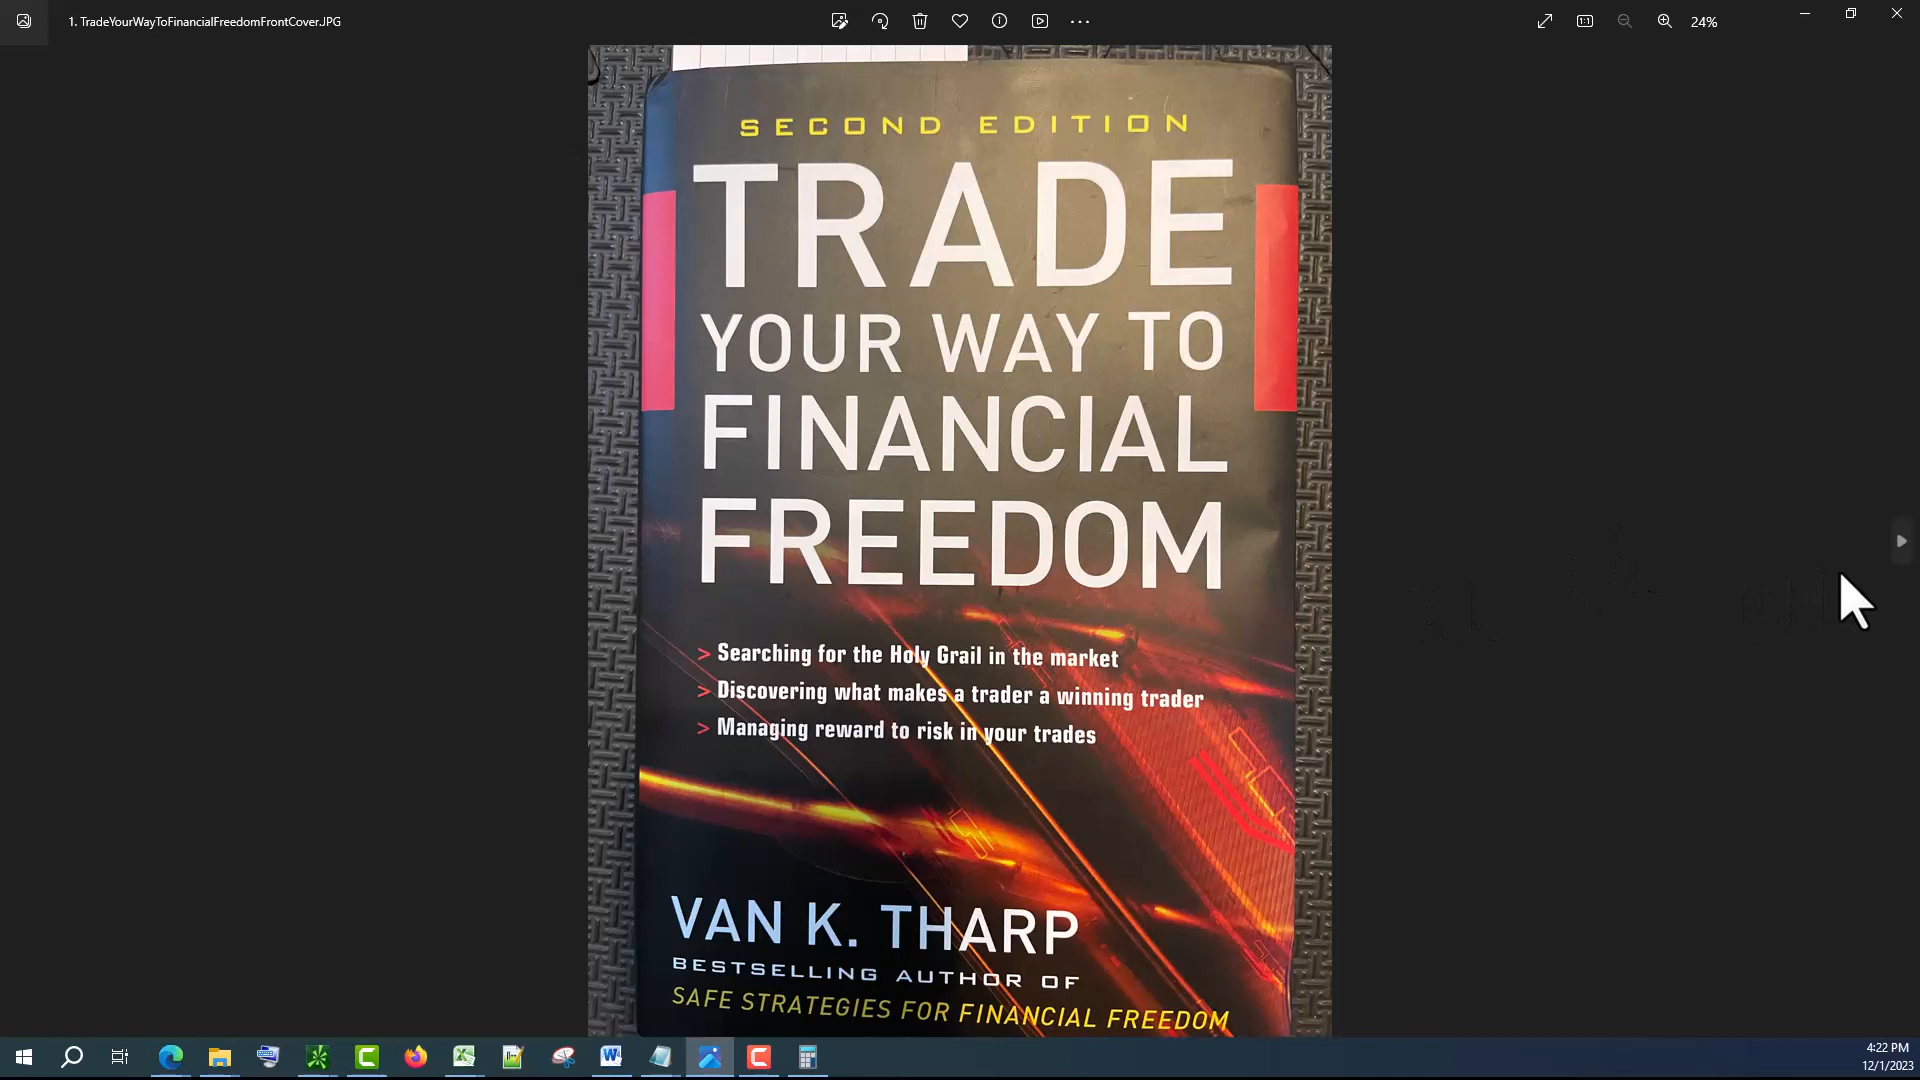 1. TradeYourWayToFinancialFreedomFrontCover.JPG
24%
SECOND EDITION
TRADE
YOUR WAY TO
FINANCIAL
FREEDOM
> Searching for the Holy Grail in the market
> Discovering what makes a trader a winning trader
> Managing reward to risk in your trades
VAN K. THARP
BESTSELLING AUTHOR OF
SAFE STRATEGIES FOR FINANCIAL FREEDOM
4:22 PM
12/1/2023